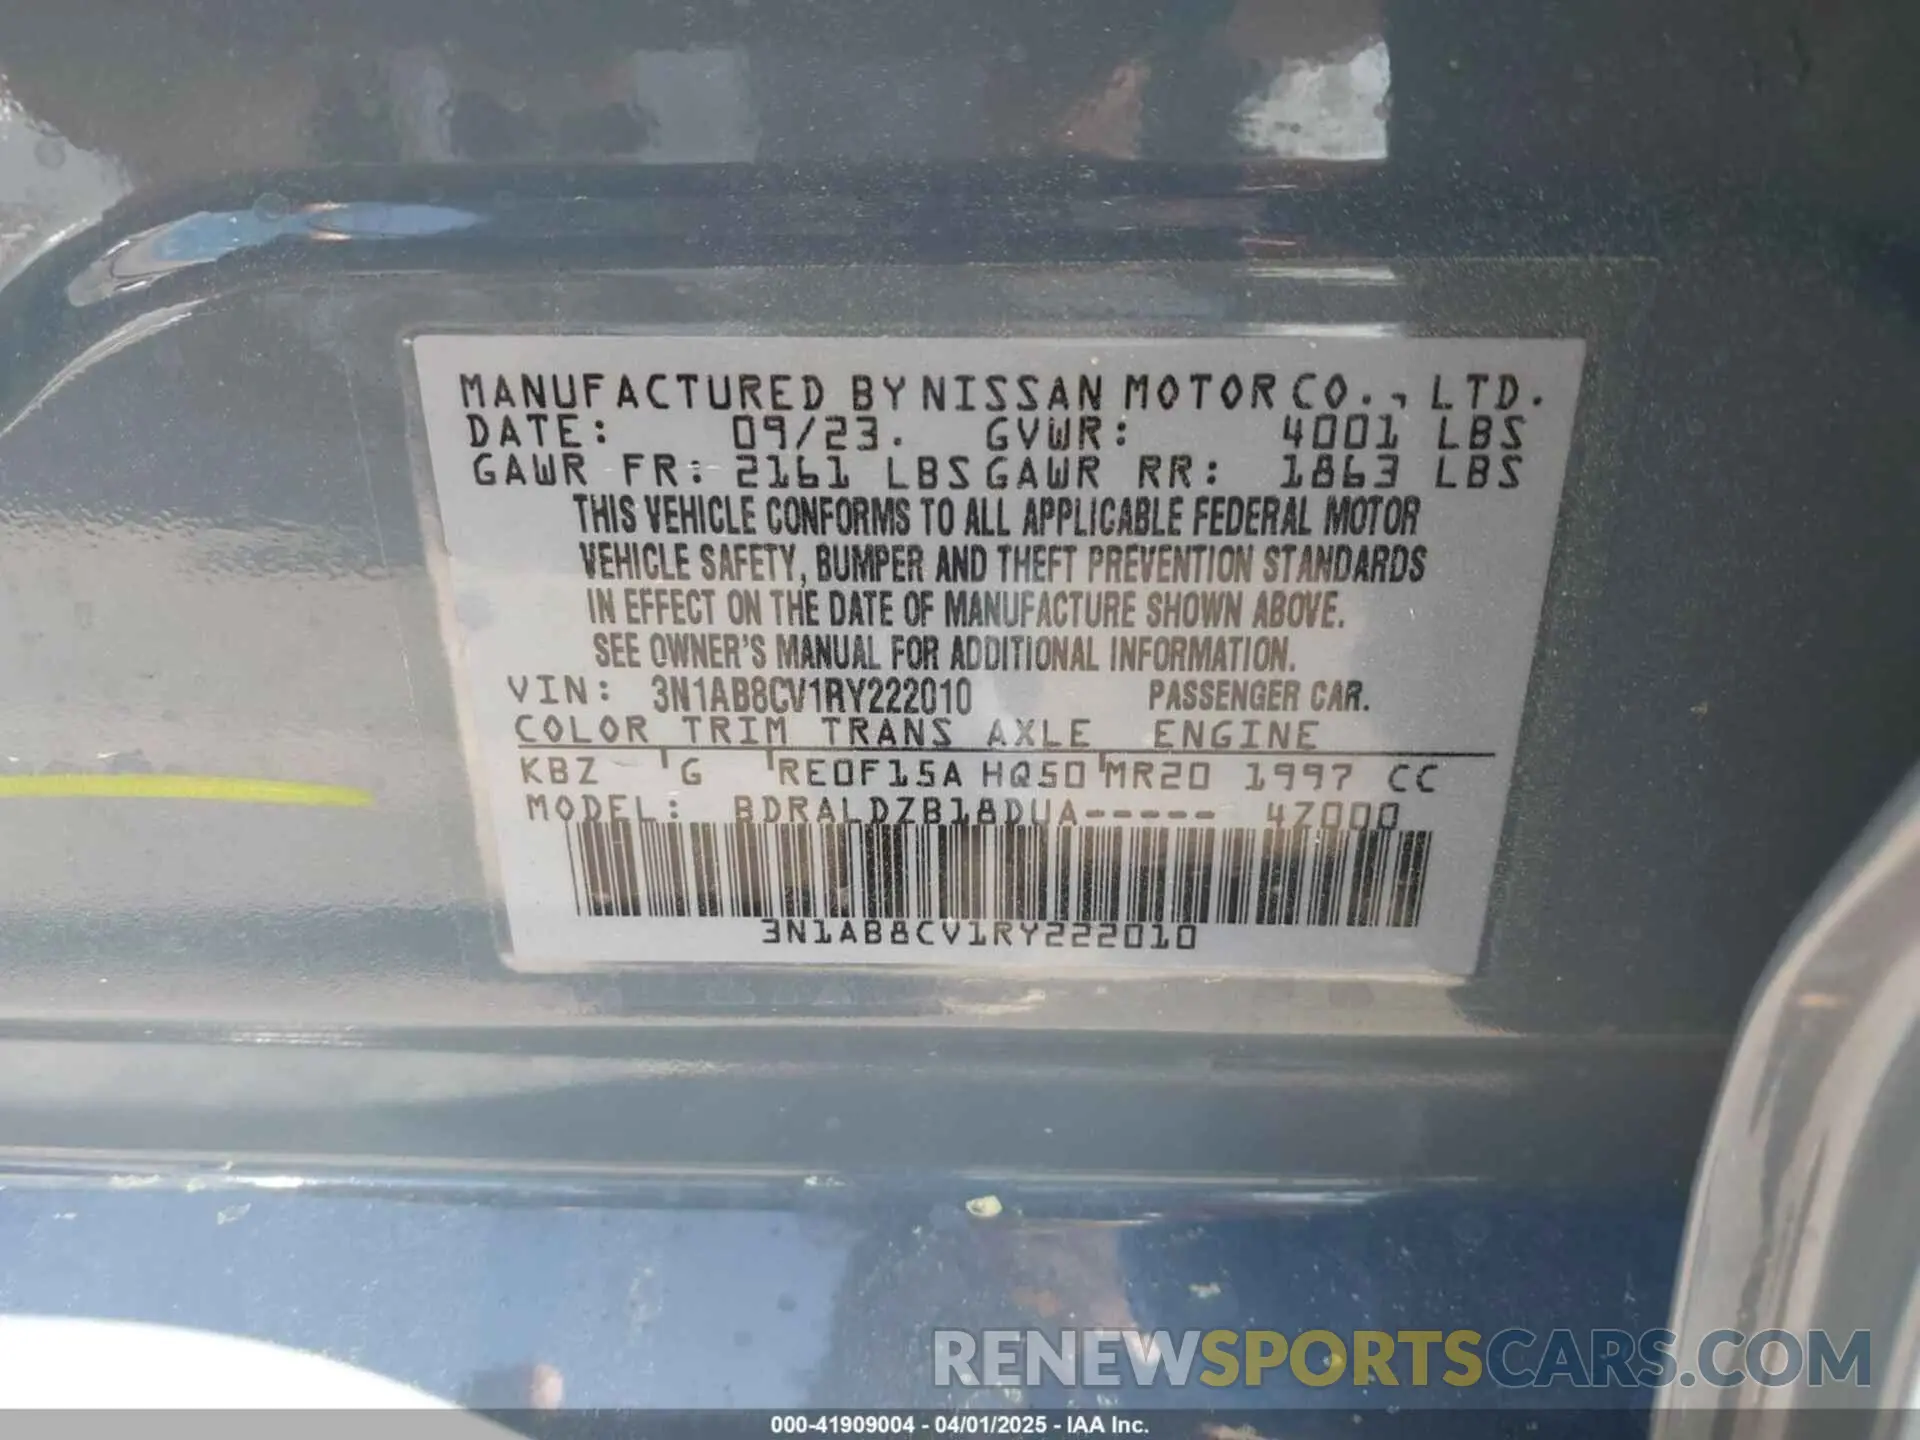 MANUFACTURED BY NISSAN MOTOR CO., LTD.
DATE: 09/23. GVWR: 4001 LBS
GAWR FR: 2161 LBS GAWR RR: 1863 LBS
THIS VEHICLE CONFORMS TO ALL APPLICABLE FEDERAL MOTOR
VEHICLE SAFETY, BUMPER AND THEFT PREVENTION STANDARDS
IN EFFECT ON THE DATE OF MANUFACTURE SHOWN ABOVE.
SEE OWNER'S MANUAL FOR ADDITIONAL INFORMATION.
VIN: 3N1AB8CV1RY222010 PASSENGER CAR.
COLOR TRIM TRANS AXLE ENGINE
KBZ G RE0F15A HQ50 MR20 1997 CC
MODEL: BDRALDZB18DUA----- 4Z000
3N1AB8CV1RY222010
RENEWSPORTSCARS.COM
000-41909004 - 04/01/2025 - IAA Inc.